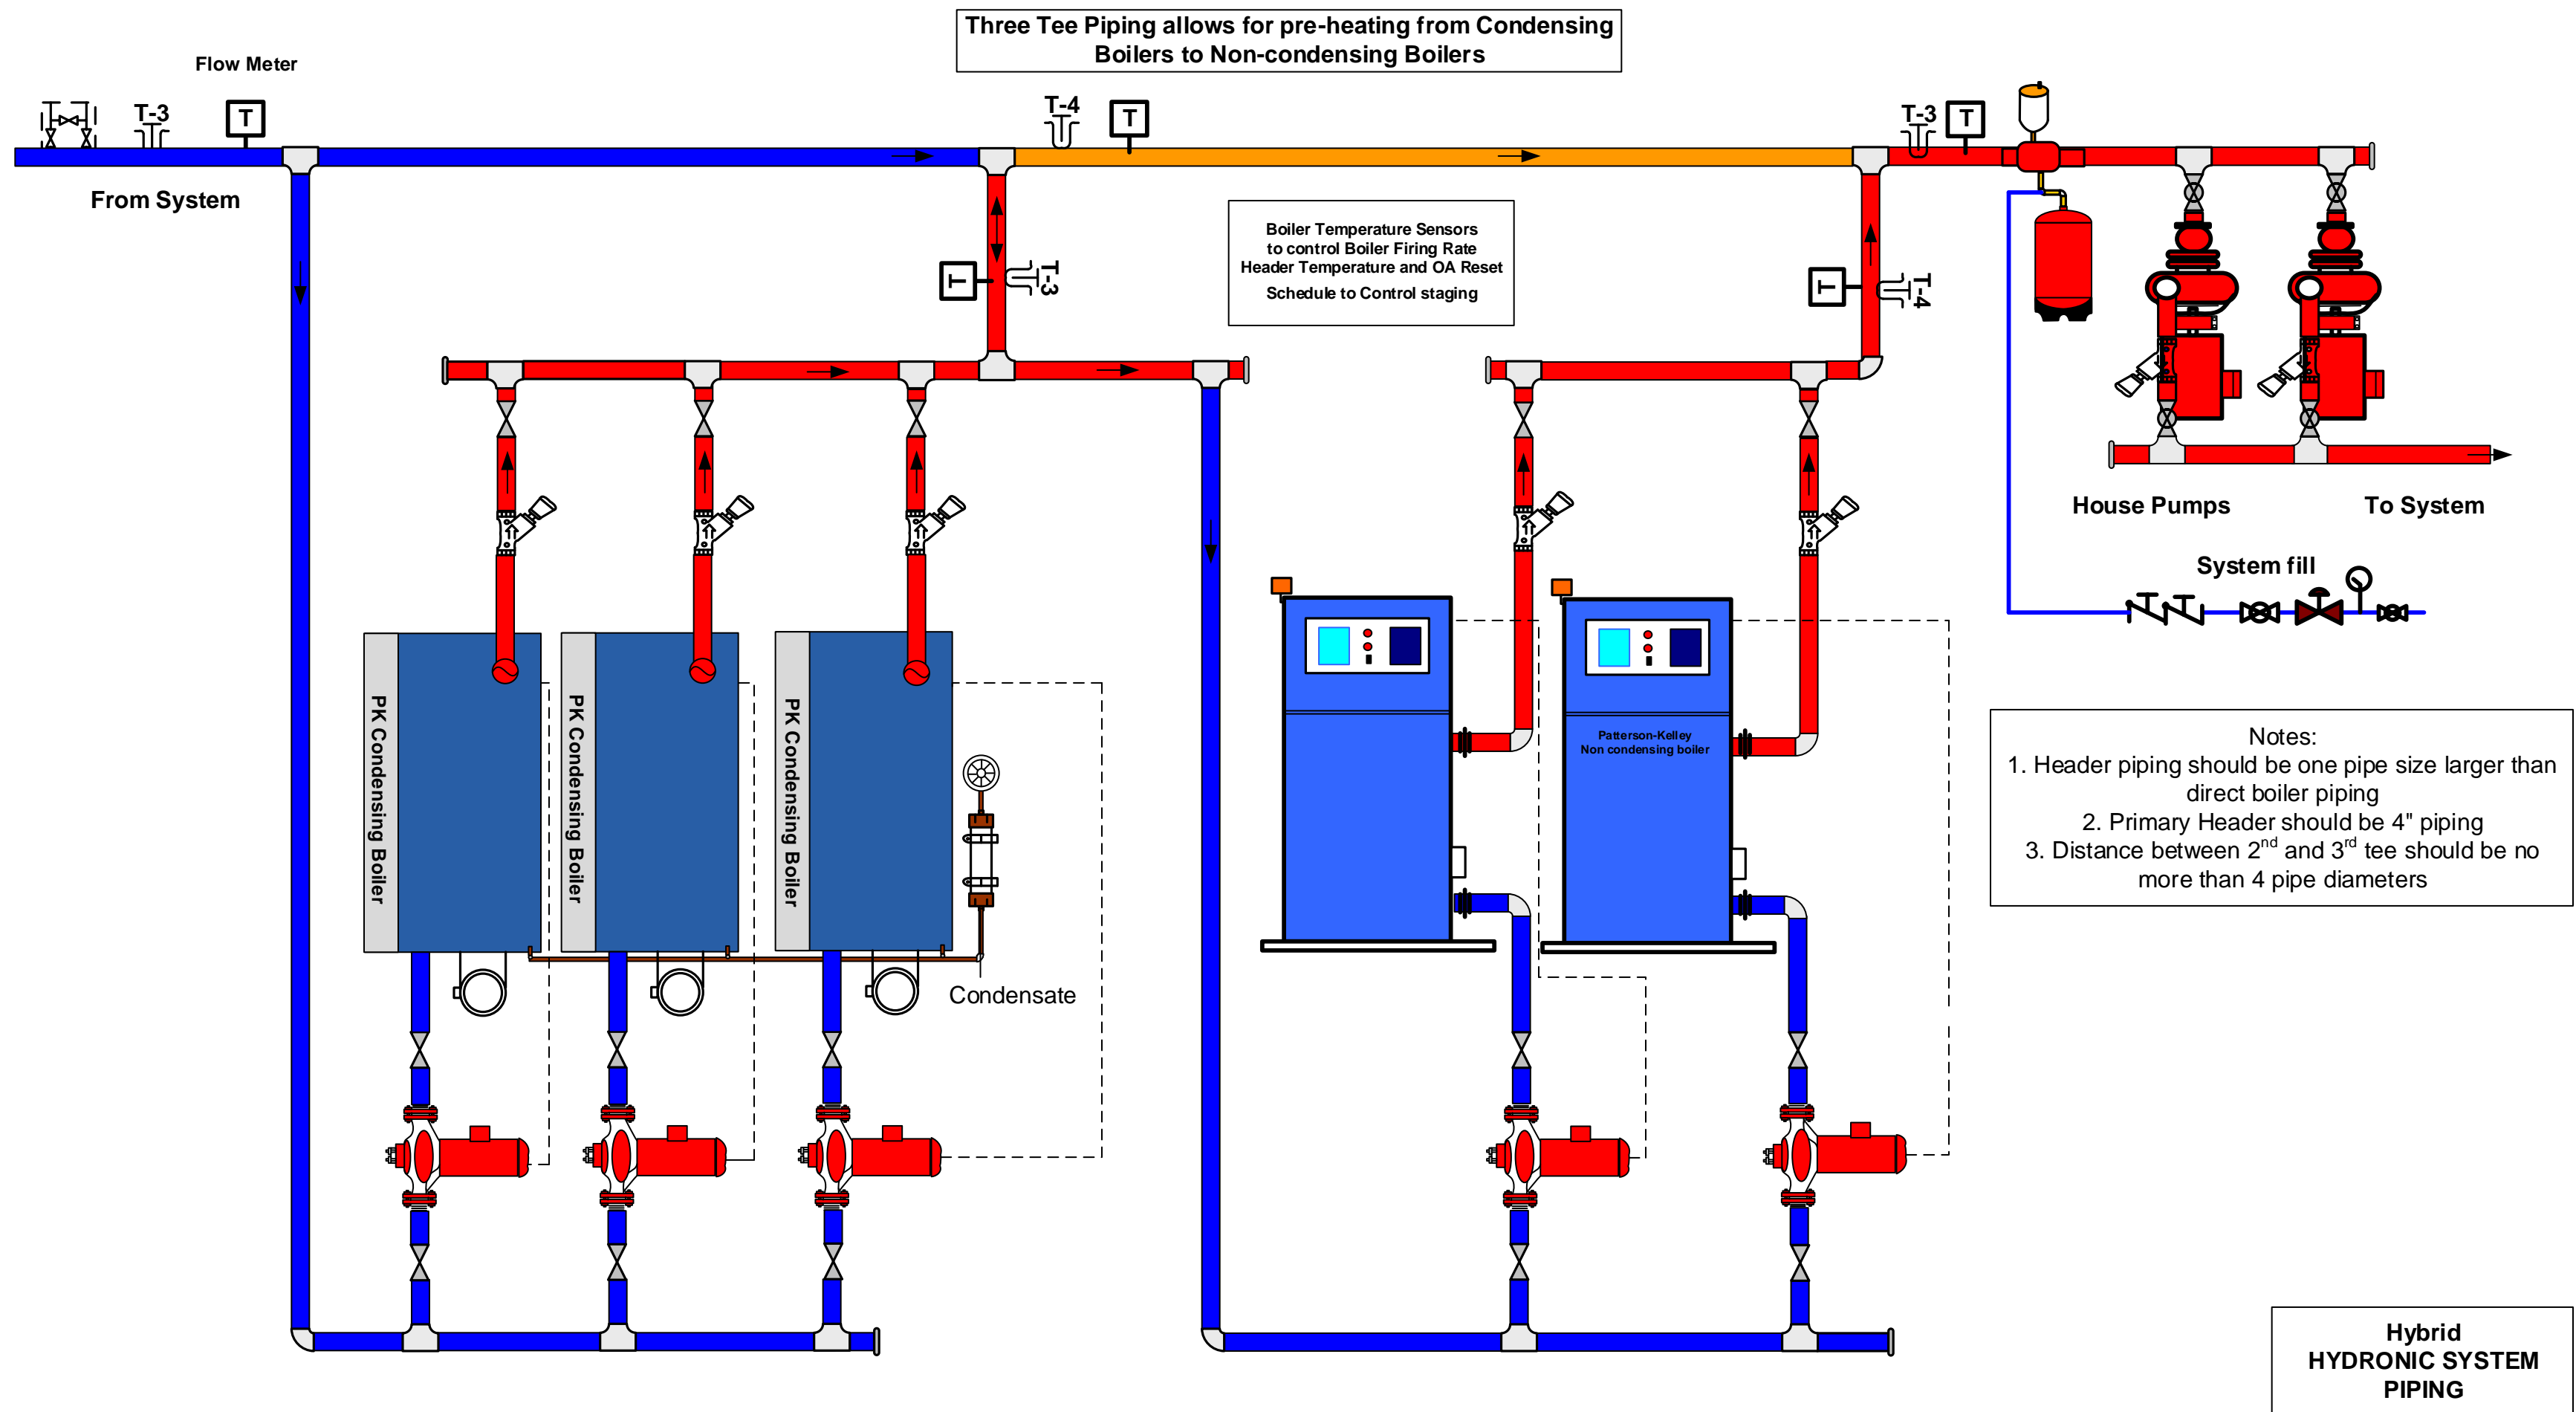 Three Tee Piping allows for pre-heating from Condensing
Boilers to Non-condensing Boilers
Flow Meter
T-3
T
T-4
T
T-3
T
From System
Boiler Temperature Sensors
to control Boiler Firing Rate
Header Temperature and OA Reset
Schedule to Control staging
T
T-3
T
T-4
House Pumps
To System
System fill
PK Condensing Boiler
PK Condensing Boiler
PK Condensing Boiler
Patterson-Kelley
Non condensing boiler
Notes:
1. Header piping should be one pipe size larger than
direct boiler piping
2. Primary Header should be 4" piping
3. Distance between 2nd and 3rd tee should be no
more than 4 pipe diameters
Condensate
Hybrid
HYDRONIC SYSTEM
PIPING